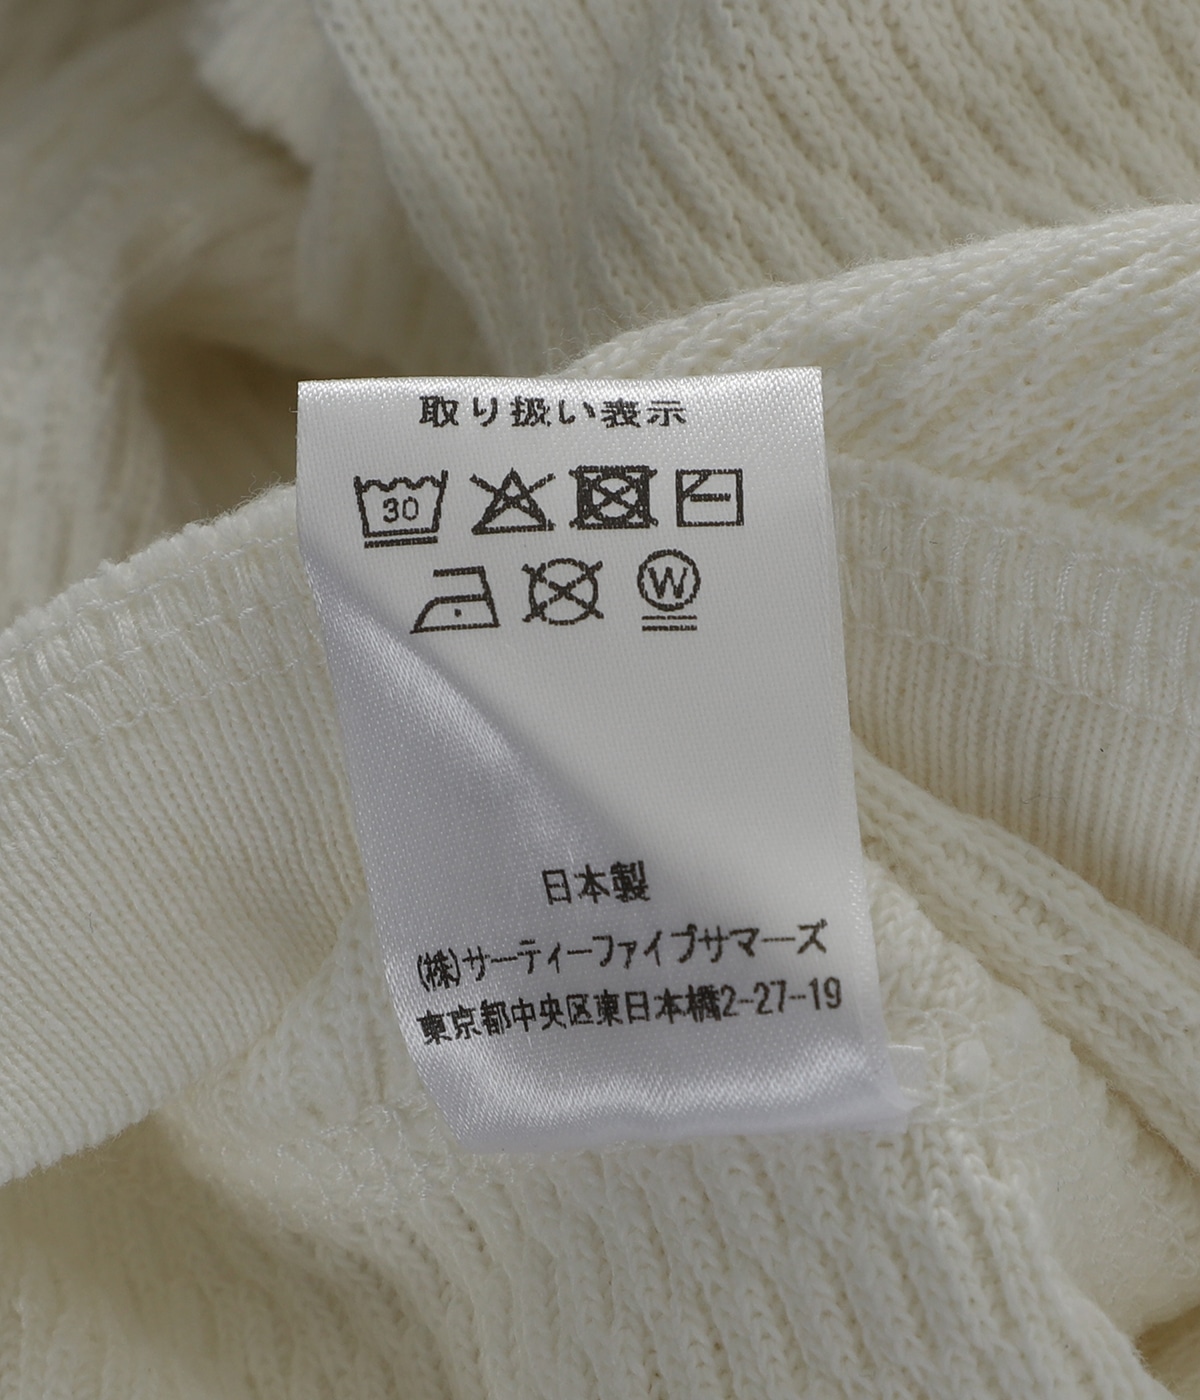 取り扱い表示
30
W
日本製
(株)サーティーファイブサマーズ
東京都中央区東日本橋2-27-19